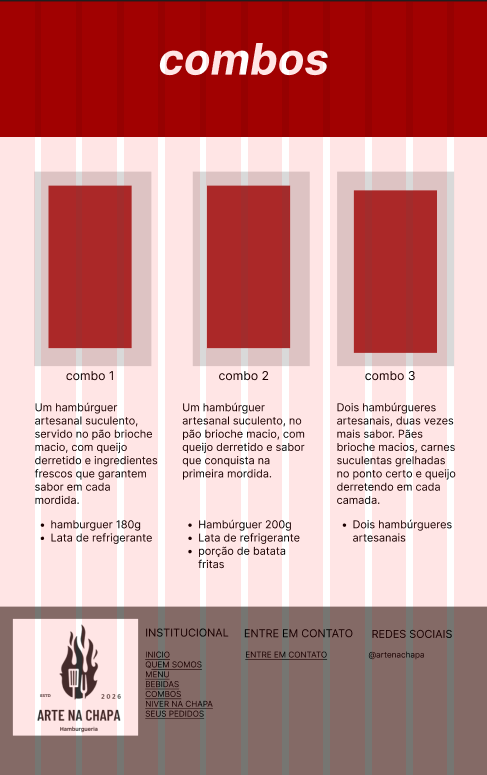 combos
combo 1
Um hambúrguer
artesanal suculento,
servido no pão brioche
macio, com queijo
derretido e ingredientes
frescos que garantem
sabor em cada
mordida.
• hamburguer 180g
• Lata de refrigerante
combo 2
Um hambúrguer
artesanal suculento, no
pão brioche macio, com
queijo derretido e sabor
que conquista na
primeira mordida.
• Hambúrguer 200g
• Lata de refrigerante
• porção de batata
fritas
combo 3
Dois hambúrgueres
artesanais, duas vezes
mais sabor. Pães
brioche macios, carnes
suculentas grelhadas
no ponto certo e queijo
derretendo em cada
camada.
• Dois hambúrgueres
artesanais
ESTD 2026
ARTE NA CHAPA
Hamburgueria
INSTITUCIONAL
INICIO
QUEM SOMOS
MENU
BEBIDAS
COMBOS
NIVER NA CHAPA
SEUS PEDIDOS
ENTRE EM CONTATO
ENTRE EM CONTATO
REDES SOCIAIS
@artenachapa